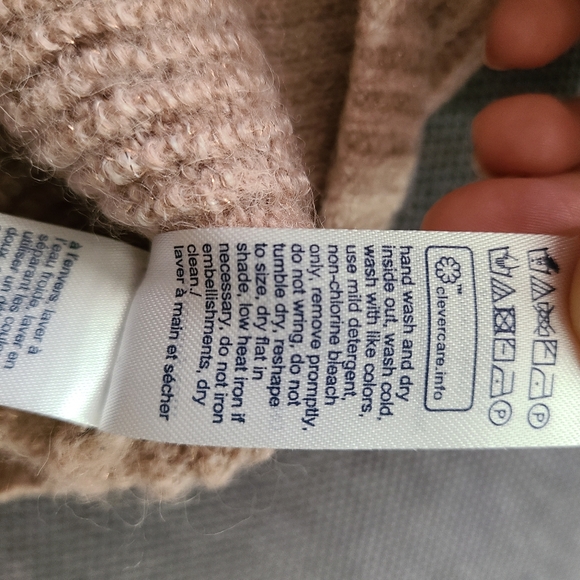 P
P
clevercare.info
hand wash and dry
inside out, wash cold,
wash with like colors,
use mild detergent,
non-chlorine bleach
only, remove promptly,
do not wring, do not
tumble dry, reshape
to size, dry flat in
shade, low heat iron if
necessary, do not iron
embellishments, dry
clean./
laver à main et sécher
à l'envers laver à
l'eau froide, laver en
séparant les
utiliser un